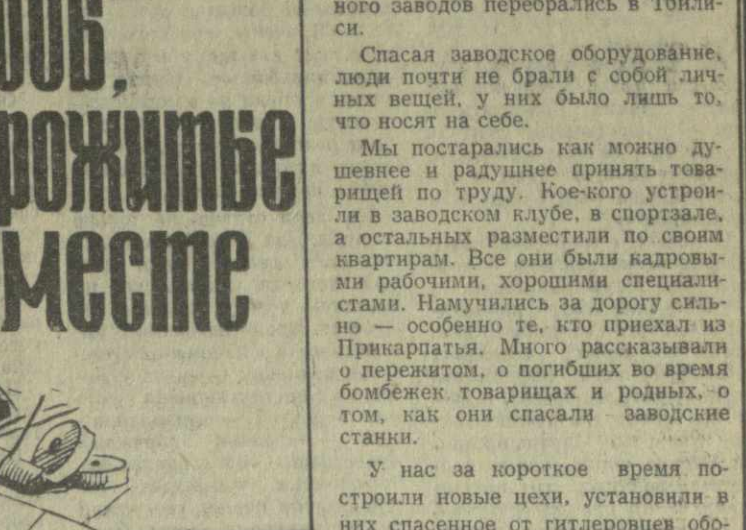 ров,
рожитье
месте
ного заводов перебрались в Тбили-
си.
Спасая заводское оборудование,
люди почти не брали с собой лич-
ных вещей, у них было лишь то,
что носят на себе.
Мы постарались как можно ду-
шевнее и радушнее принять това-
рищей по труду. Кое-кого устрои-
ли в заводском клубе, в спортзале,
а остальных разместили по своим
квартирам. Все они были кадровы-
ми рабочими, хорошими специали-
стами. Намучились за дорогу силь-
но — особенно те, кто приехал из
Прикарпатья. Много рассказывали
о пережитом, о погибших во время
бомбежек товарищах и родных, о
том, как они спасали заводские
станки.
У нас за короткое время по-
строили новые цехи, установили в
них спасенное от гитлеровцев обо-